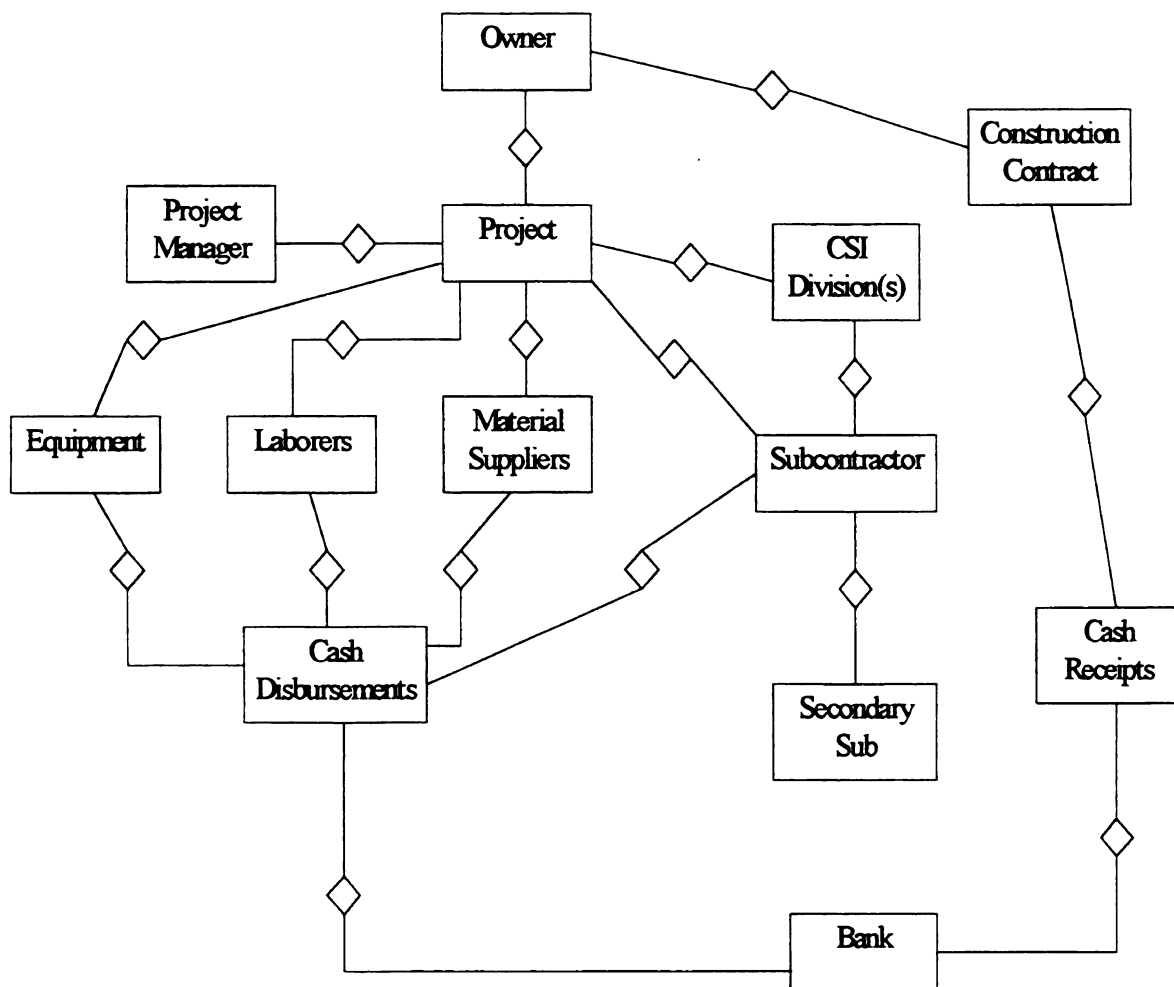 Owner
Construction
Contract
Project
Manager
Project
CSI
Division(s)
Equipment
Laborers
Material
Suppliers
Subcontractor
Cash
Disbursements
Secondary
Sub
Cash
Receipts
Bank